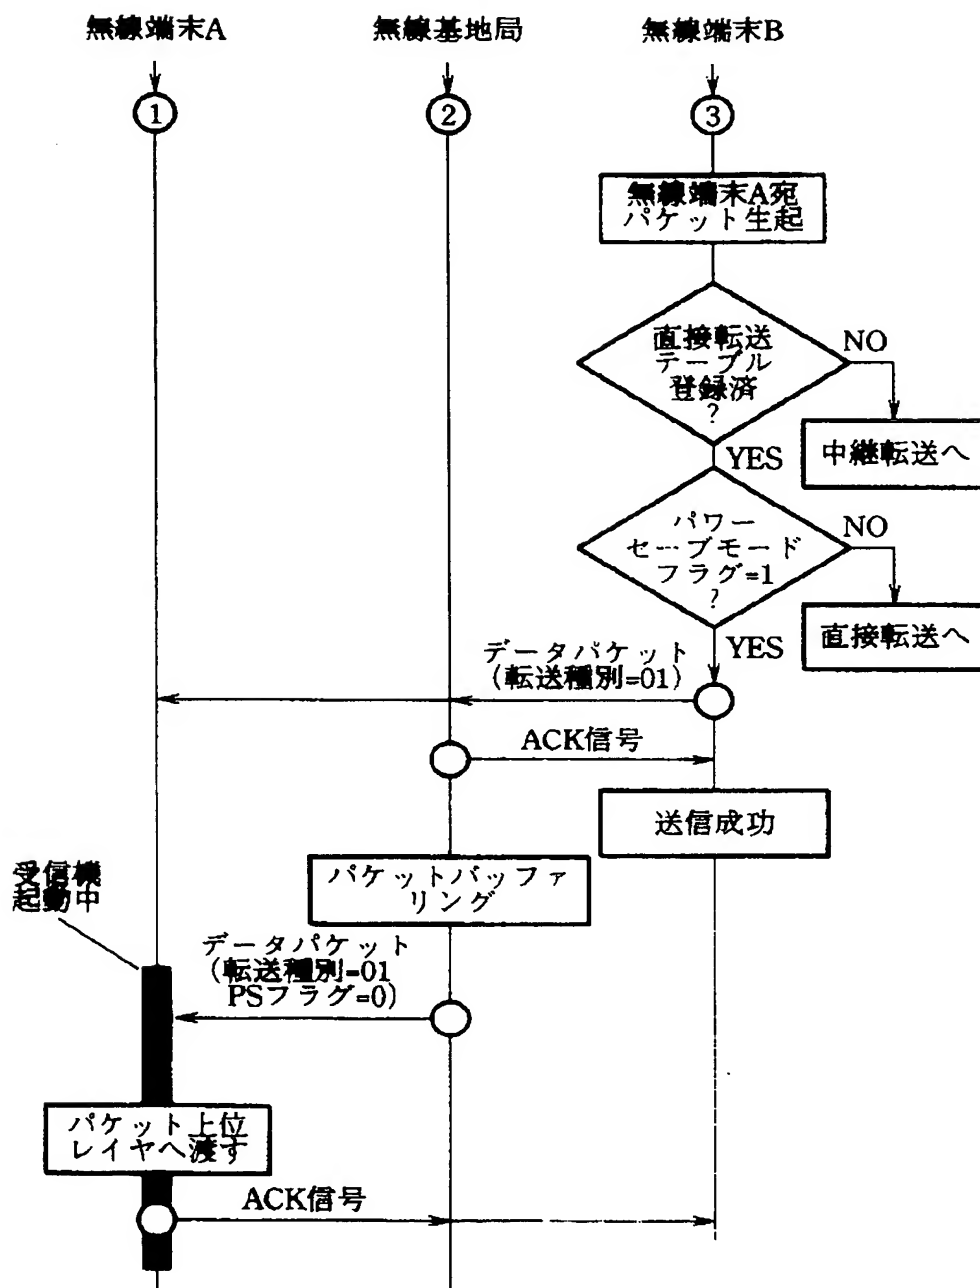 無線端末A
無線基地局
無線端末B
1
2
3
無線端末A宛
パケット生起
直接転送
テーブル
登録済
?
NO
中継転送へ
YES
パワー
セーブモード
フラグ=1
?
NO
直接転送へ
YES
データパケット
(転送種別=01)
ACK信号
送信成功
パケットバッファ
リング
受信機
起動中
データパケット
(転送種別=01
PSフラグ=0)
パケット上位
レイヤへ渡す
ACK信号